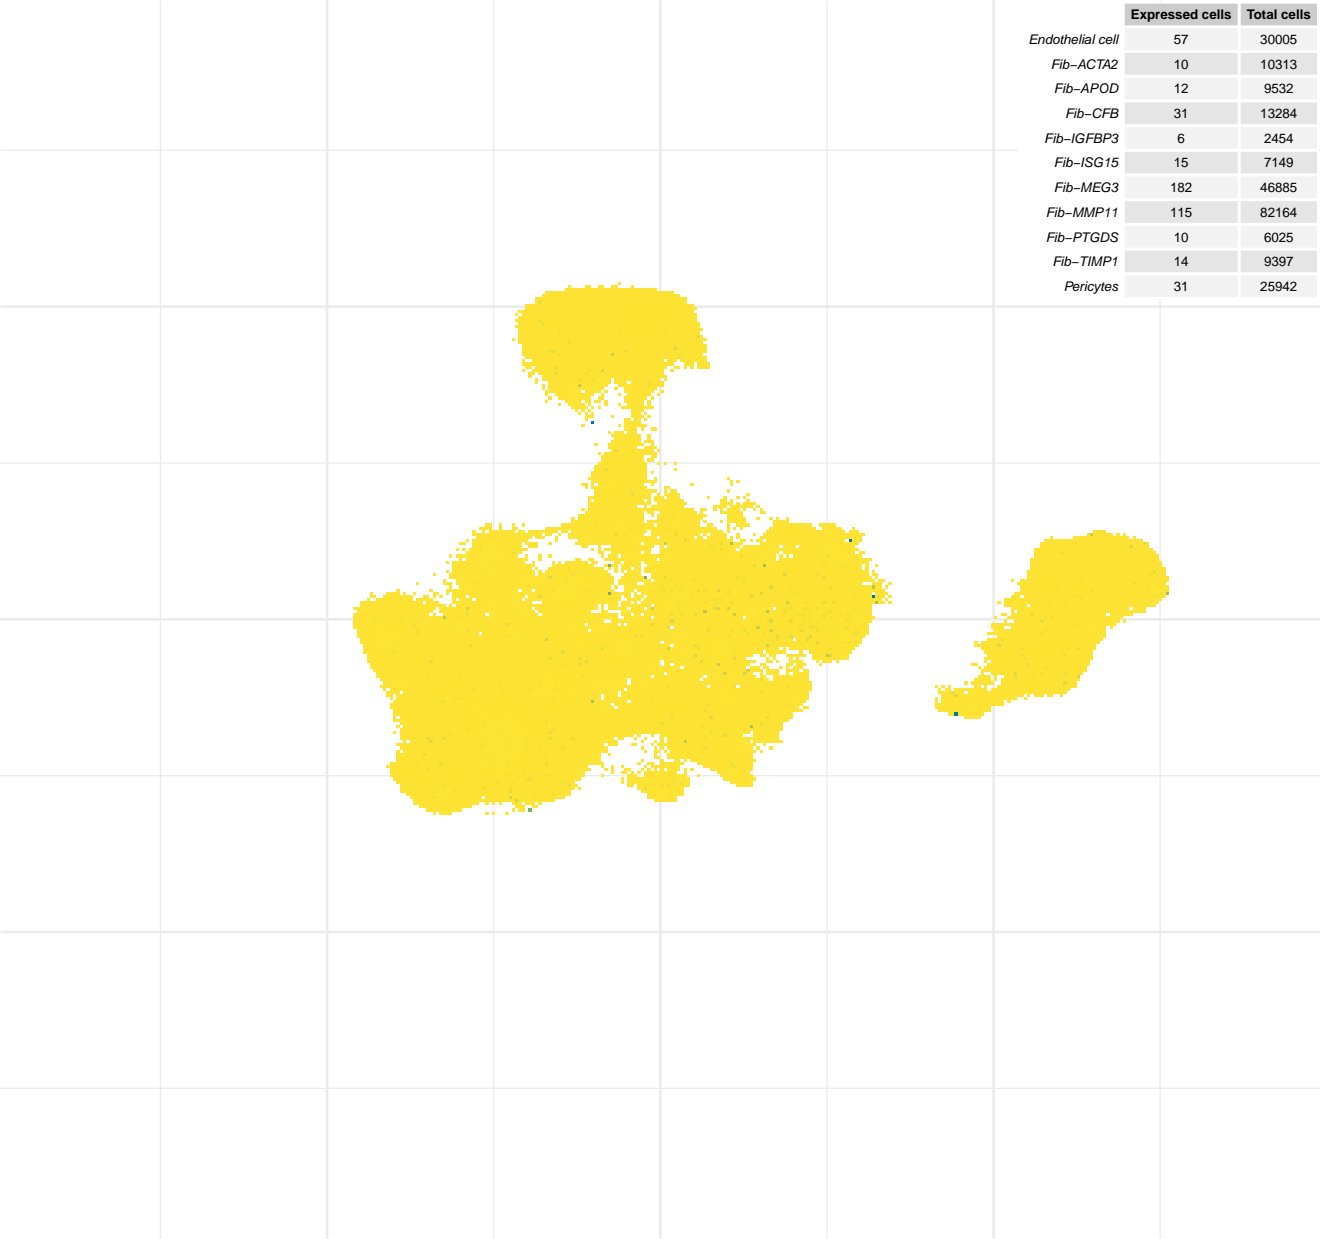 Expressed cells Total cells
Endothelial cell 57 30005
Fib−ACTA2 10 10313
Fib−APOD 12 9532
Fib−CFB 31 13284
Fib−IGFBP3 6 2454
Fib−ISG15 15 7149
Fib−MEG3 182 46885
Fib−MMP11 115 82164
Fib−PTGDS 10 6025
Fib−TIMP1 14 9397
Pericytes 31 25942